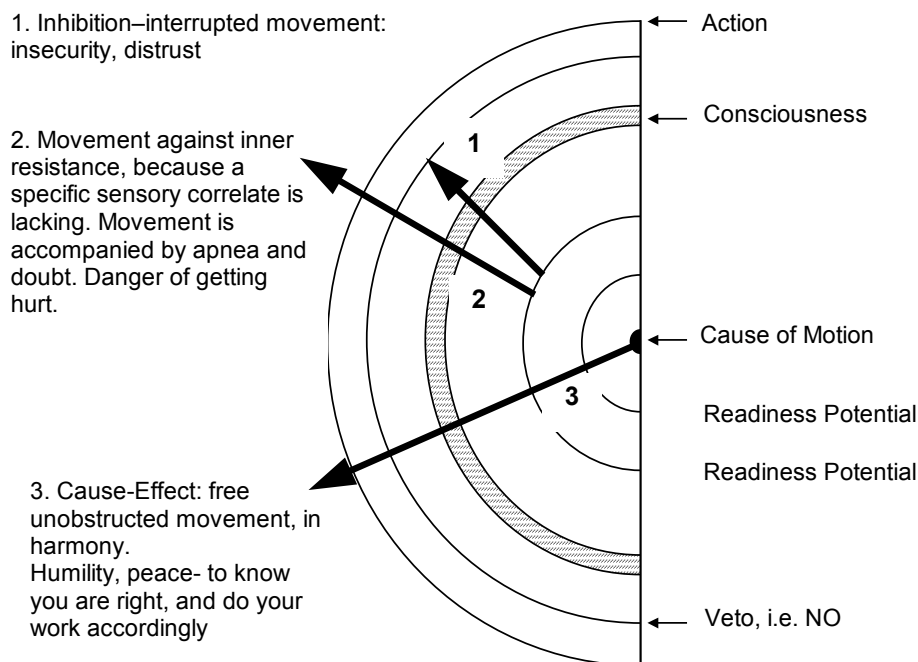 1. Inhibition–interrupted movement:
insecurity, distrust
2. Movement against inner
resistance, because a
specific sensory correlate is
lacking. Movement is
accompanied by apnea and
doubt. Danger of getting
hurt.
3. Cause-Effect: free
unobstructed movement, in
harmony.
Humility, peace- to know
you are right, and do your
work accordingly
1
2
3
Action
Consciousness
Cause of Motion
Readiness Potential
Readiness Potential
Veto, i.e. NO